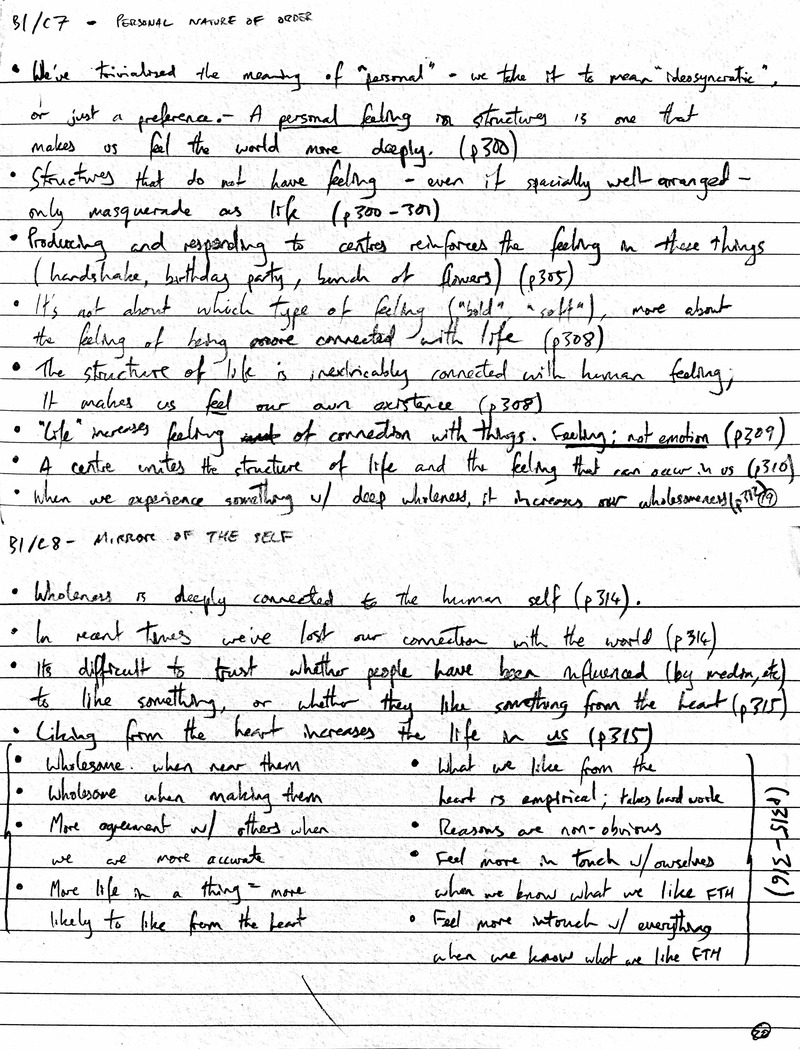 B1/C7 - PERSONAL NATURE OF ORDER
• We've trivialized the meaning of "personal" - we take it to mean "ideosyncratic",
or just a preference. - A personal feeling in structures is one that
makes us feel the world more deeply. (p300)
• Structures that do not have feeling - even if spacially well-arranged -
only masquerade as life (p300-301)
• Producing and responding to centres reinforces the feeling in these things
(handshake, birthday party, bunch of flowers) (p305)
• It's not about which type of feeling ("bold", "soft"), more about
the feeling of being more connected with life (p308)
• The structure of life is inextricably connected with human feeling;
It makes us feel our own existence (p308)
• "Life" increases feeling of connection with things. Feeling; not emotion (p309)
• A centre unites the structure of life and the feeling that can occur in us (p310)
• When we experience something w/ deep wholeness, it increases our wholesomeness (p312) 19
B1/C8 - MIRROR OF THE SELF
• Wholeness is deeply connected to the human self (p314).
• In recent times we've lost our connection with the world (p314)
• Its difficult to trust whether people have been influenced (by media, etc)
to like something, or whether they like something from the heart (p315)
• Liking from the heart increases the life in us (p315)
• Wholesome when near them
• Wholesome when making them
• More agreement w/ others when
we are more accurate
• More life in a thing = more
likely to like from the heart
• What we like from the
heart is empirical; takes hard work
• Reasons are non-obvious
• Feel more in touch w/ ourselves
when we know what we like FTH
• Feel more intouch w/ everything
when we know what we like FTH
(p315-316)